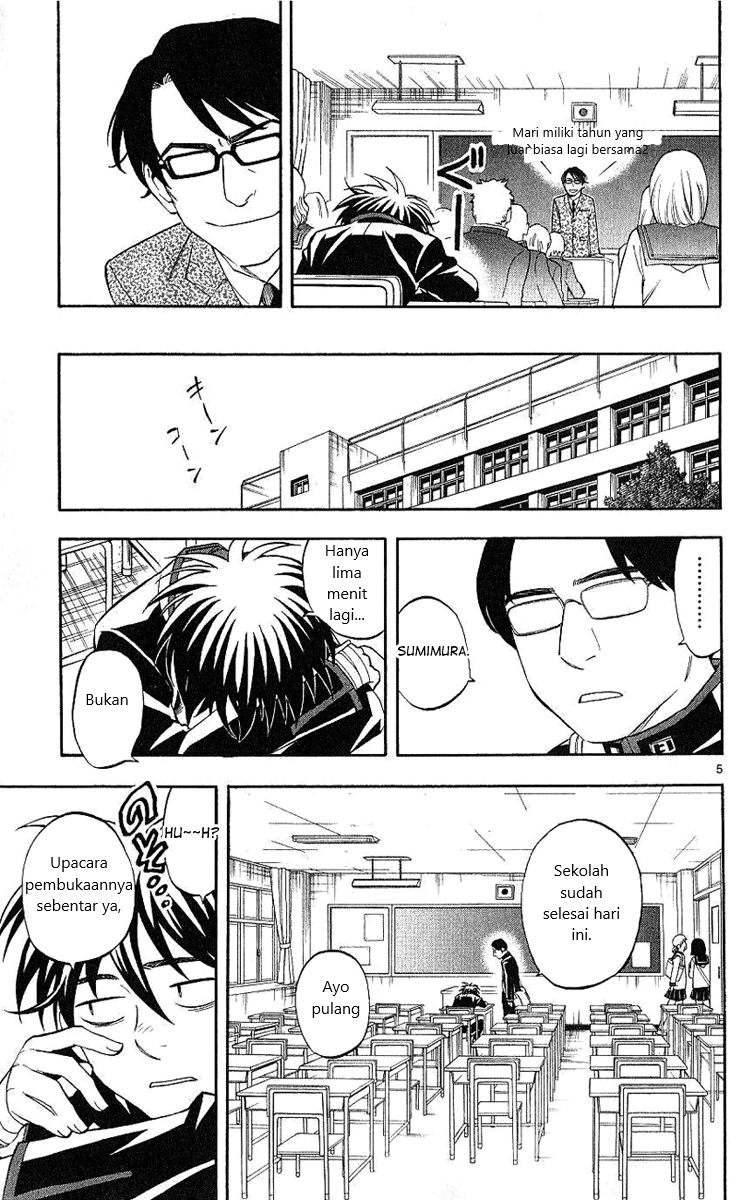 Mari miliki tahun yang
luar biasa lagi bersama2
グー
キーン
コーン
.........
SUMIMURA.
Hanya
lima
menit
lagi...
Bukan
5
Sekolah
sudah
selesai hari
ini.
Ayo
pulang
HU~~H?
Upacara
pembukaannya
sebentar ya,